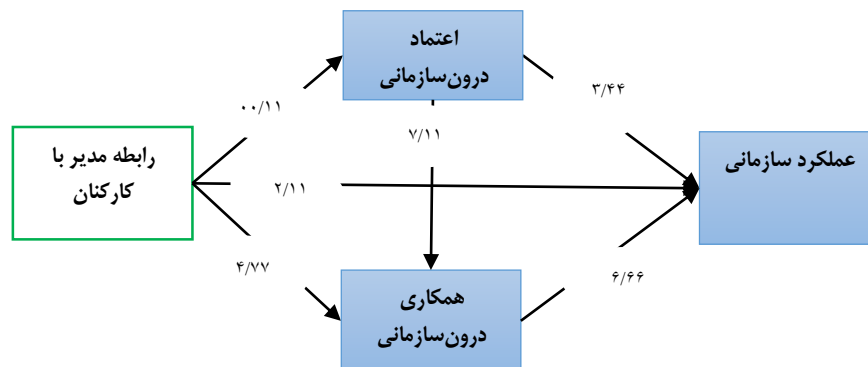 اعتماد
درون‌سازمانی
۰۰/۱۱
۳/۴۴
۷/۱۱
رابطه مدیر با
کارکنان
عملکرد سازمانی
۲/۱۱
۴/۷۷
۶/۶۶
همکاری
درون‌سازمانی